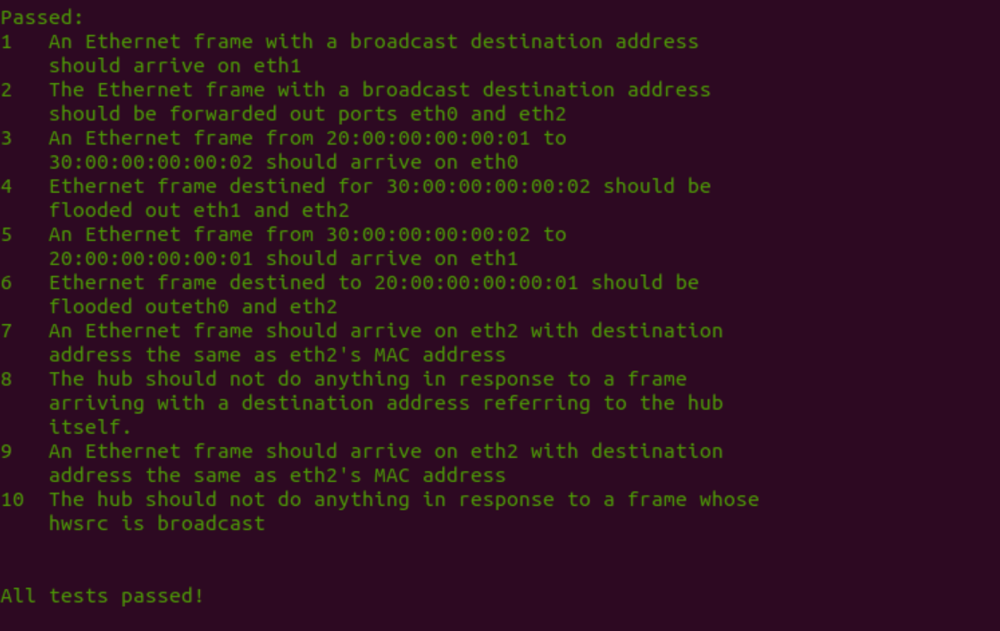 Passed:
1   An Ethernet frame with a broadcast destination address
    should arrive on eth1
2   The Ethernet frame with a broadcast destination address
    should be forwarded out ports eth0 and eth2
3   An Ethernet frame from 20:00:00:00:00:01 to
    30:00:00:00:00:02 should arrive on eth0
4   Ethernet frame destined for 30:00:00:00:00:02 should be
    flooded out eth1 and eth2
5   An Ethernet frame from 30:00:00:00:00:02 to
    20:00:00:00:00:01 should arrive on eth1
6   Ethernet frame destined to 20:00:00:00:00:01 should be
    flooded outeth0 and eth2
7   An Ethernet frame should arrive on eth2 with destination
    address the same as eth2's MAC address
8   The hub should not do anything in response to a frame
    arriving with a destination address referring to the hub
    itself.
9   An Ethernet frame should arrive on eth2 with destination
    address the same as eth2's MAC address
10  The hub should not do anything in response to a frame whose
    hwsrc is broadcast
All tests passed!